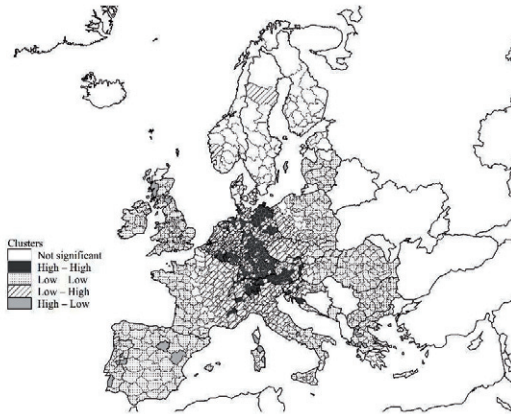 Clusters
Not significant
High – High
Low – Low
Low – High
High – Low